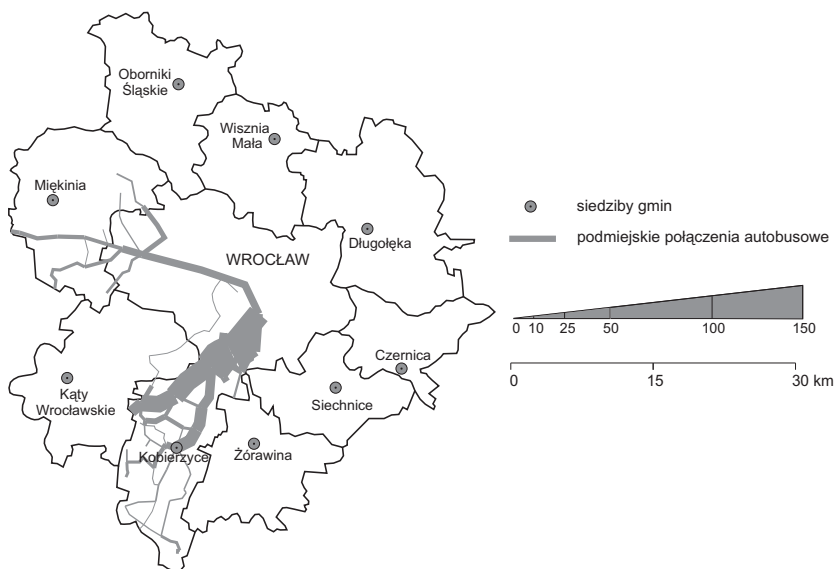 Oborniki
Śląskie
Wisznia
Mała
Miękinia
siedziby gmin
Długołęka
podmiejskie połączenia autobusowe
WROCŁAW
0 10 25 50 100 150
Czernica
Kąty
Wrocławskie
Siechnice
0 15 30 km
Kobierzyce
Żórawina